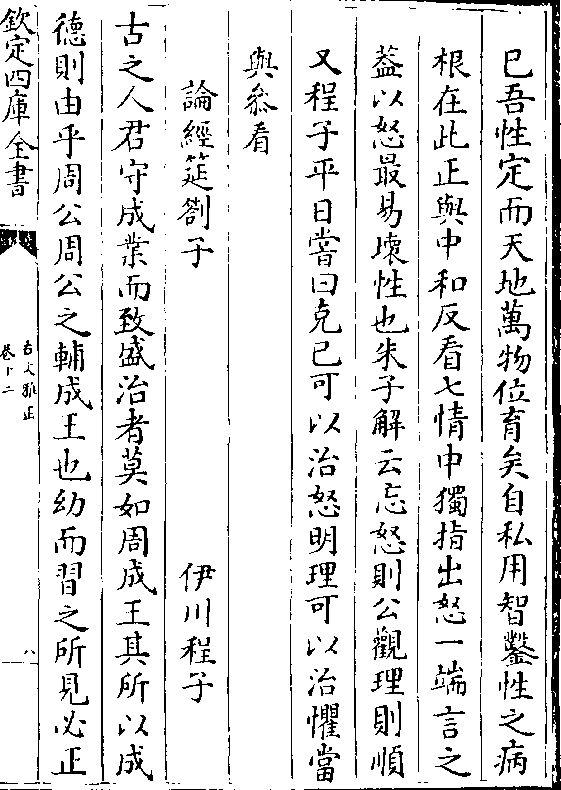 已吾性定而天地萬物位育矣自私用智鑿性之病
根在此正與中和反看七情中獨指出怒一端言之
葢以怒最易壞性也朱子解云忘怒則公觀理則順
又程子平日嘗曰克已可以治怒明理可以治懼當
與叅看
論經筵劄子
伊川程子
古之人君守成業而致盛治者莫如周成王其所以成
德則由乎周公周公之輔成王也幼而習之所見必正
欽定四庫全書
古文雅正
卷十二
八